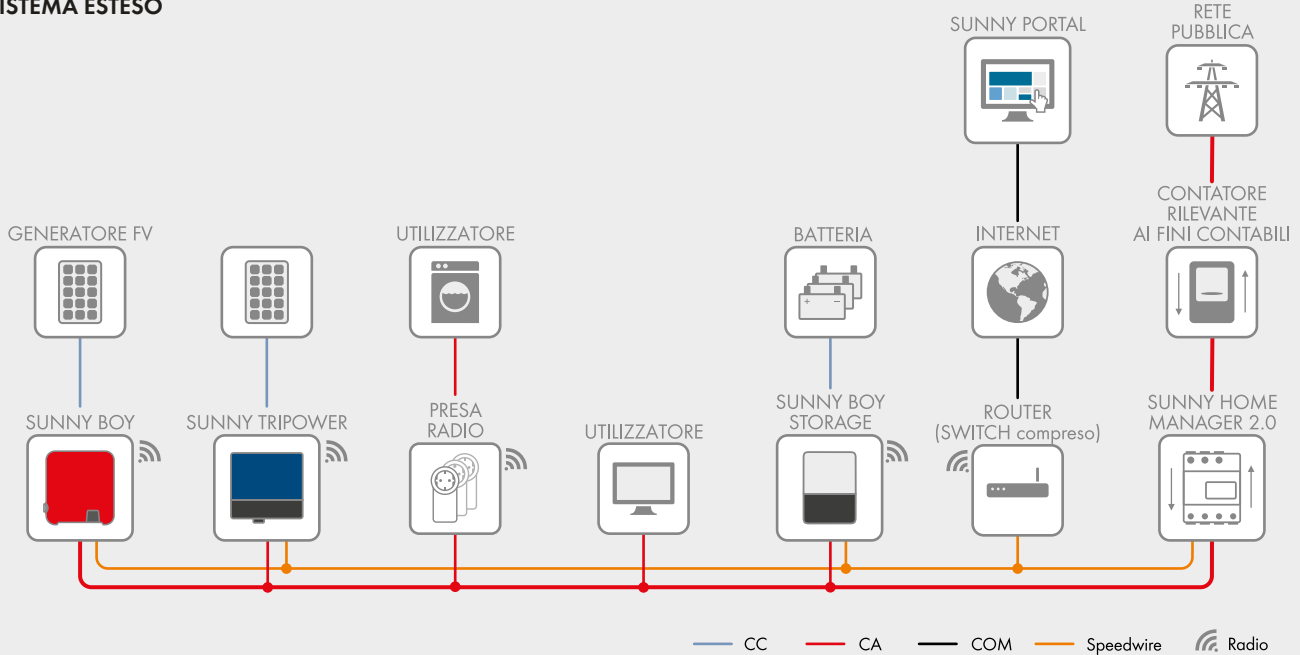 ISTEMA ESTESO
SUNNY PORTAL
RETE
PUBBLICA
GENERATORE FV
UTILIZZATORE
BATTERIA
INTERNET
CONTATORE
RILEVANTE
AI FINI CONTABILI
SUNNY BOY
SUNNY TRIPOWER
PRESA
RADIO
UTILIZZATORE
SUNNY BOY
STORAGE
ROUTER
(SWITCH compreso)
SUNNY HOME
MANAGER 2.0
CC
CA
COM
Speedwire
Radio